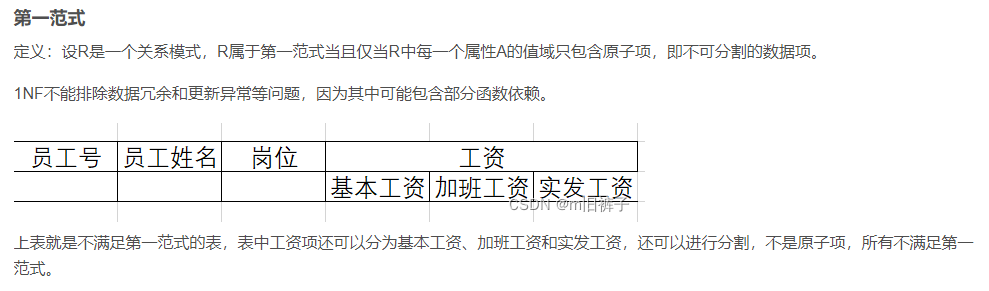 第一范式
定义：设R是一个关系模式，R属于第一范式当且仅当R中每一个属性A的值域只包含原子项，即不可分割的数据项。
1NF不能排除数据冗余和更新异常等问题，因为其中可能包含部分函数依赖。
员工号 员工姓名 岗位 工资
基本工资 加班工资 实发工资
CSDN @m旧裤子
上表就是不满足第一范式的表，表中工资项还可以分为基本工资、加班工资和实发工资，还可以进行分割，不是原子项，所有不满足第一
范式。